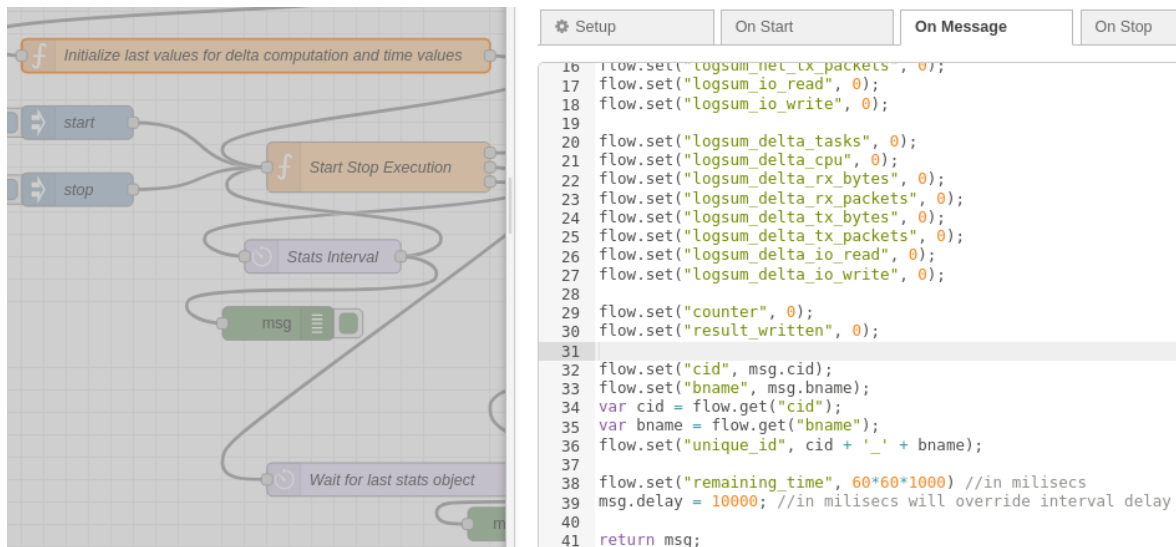 Initialize last values for delta computation and time values
start
Start Stop Execution
stop
Stats Interval
msg
Wait for last stats object
m
Setup
On Start
On Message
On Stop
16 flow.set("logsum_net_tx_packets", 0);
17 flow.set("logsum_io_read", 0);
18 flow.set("logsum_io_write", 0);
19
20 flow.set("logsum_delta_tasks", 0);
21 flow.set("logsum_delta_cpu", 0);
22 flow.set("logsum_delta_rx_bytes", 0);
23 flow.set("logsum_delta_rx_packets", 0);
24 flow.set("logsum_delta_tx_bytes", 0);
25 flow.set("logsum_delta_tx_packets", 0);
26 flow.set("logsum_delta_io_read", 0);
27 flow.set("logsum_delta_io_write", 0);
28
29 flow.set("counter", 0);
30 flow.set("result_written", 0);
31
32 flow.set("cid", msg.cid);
33 flow.set("bname", msg.bname);
34 var cid = flow.get("cid");
35 var bname = flow.get("bname");
36 flow.set("unique_id", cid + '_' + bname);
37
38 flow.set("remaining_time", 60*60*1000) //in milisecs
39 msg.delay = 10000; //in milisecs will override interval delay
40
41 return msg;